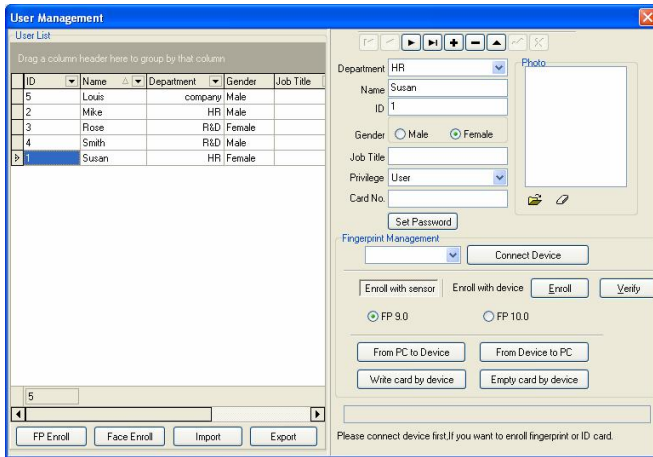 User Management
User List
Drag a column header here to group by that column
ID Name Department Gender Job Title
5 Louis company Male
2 Mike HR Male
3 Rose R&D Female
4 Smith R&D Male
1 Susan HR Female
5
FP Enroll Face Enroll Import Export
Department HR
Name Susan
ID 1
Gender Male Female
Job Title
Privilege User
Card No.
Set Password
Photo
Fingerprint Management
Connect Device
Enroll with sensor Enroll with device Enroll Verify
FP 9.0 FP 10.0
From PC to Device From Device to PC
Write card by device Empty card by device
Please connect device first,If you want to enroll fingerprint or ID card.